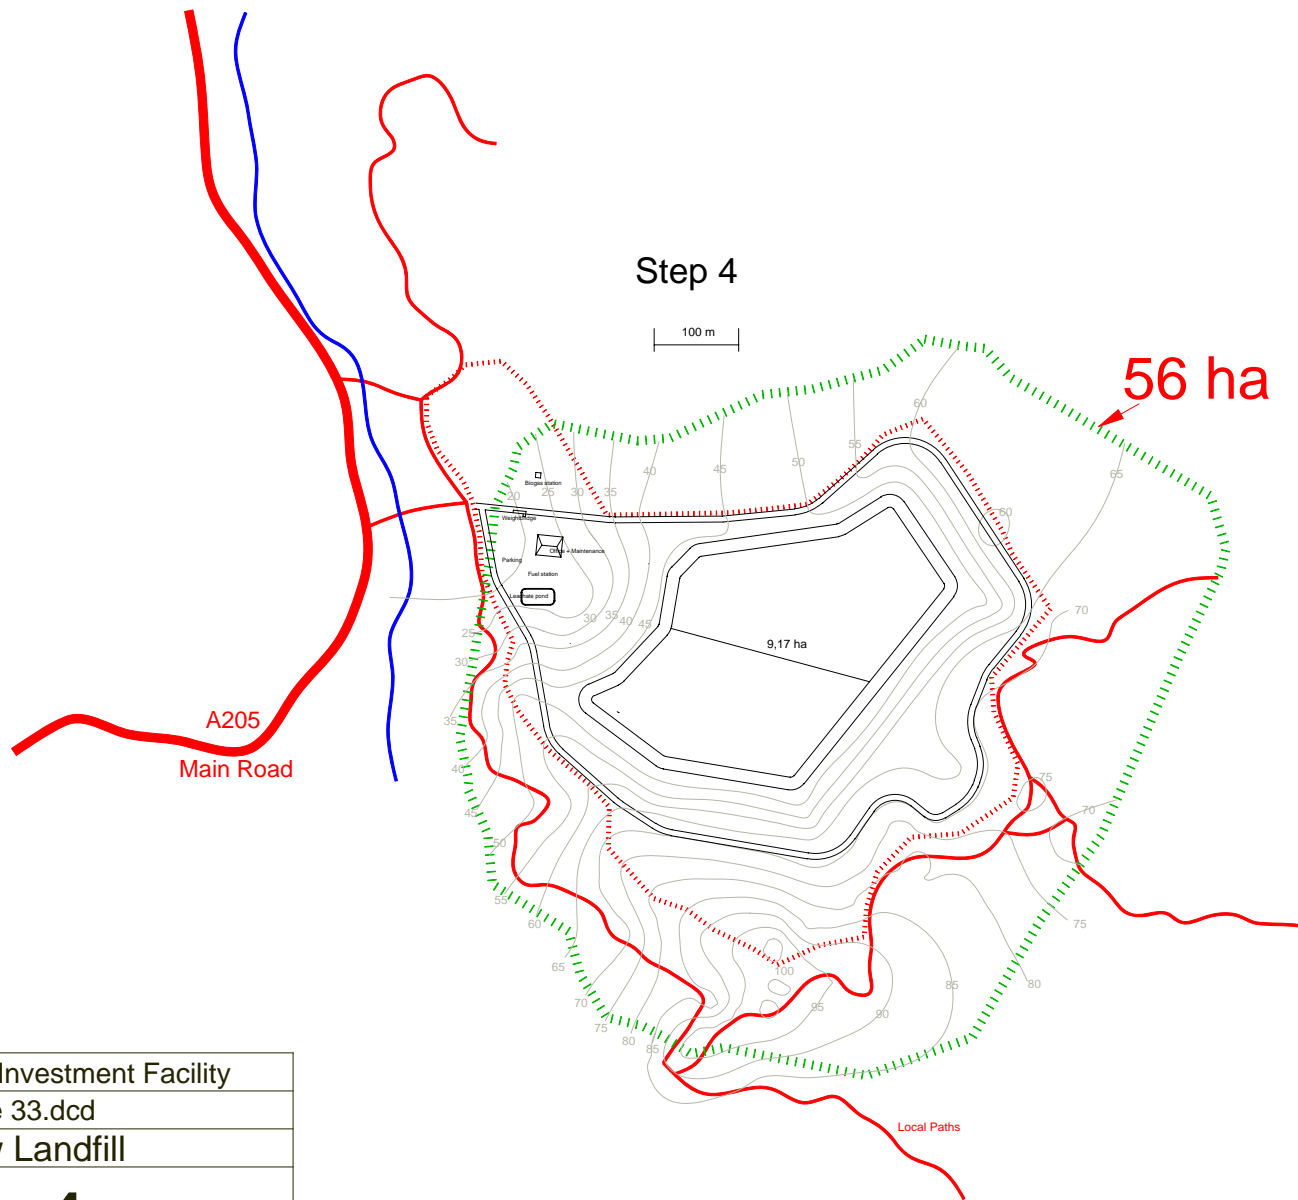 Step 4
100 m
56 ha
60
55
65
50
45
40
35
30
25
20
Biogas station
Weighbridge
60
Office + Maintenance
Parking
Fuel station
Leachate pond
70
30
35
40
45
25
9,17 ha
30
35
A205
Main Road
40
75
45
70
50
55
60
75
65
100
70
95
90
85
80
75
80
85
Investment Facility
33.dcd
Landfill
Local Paths